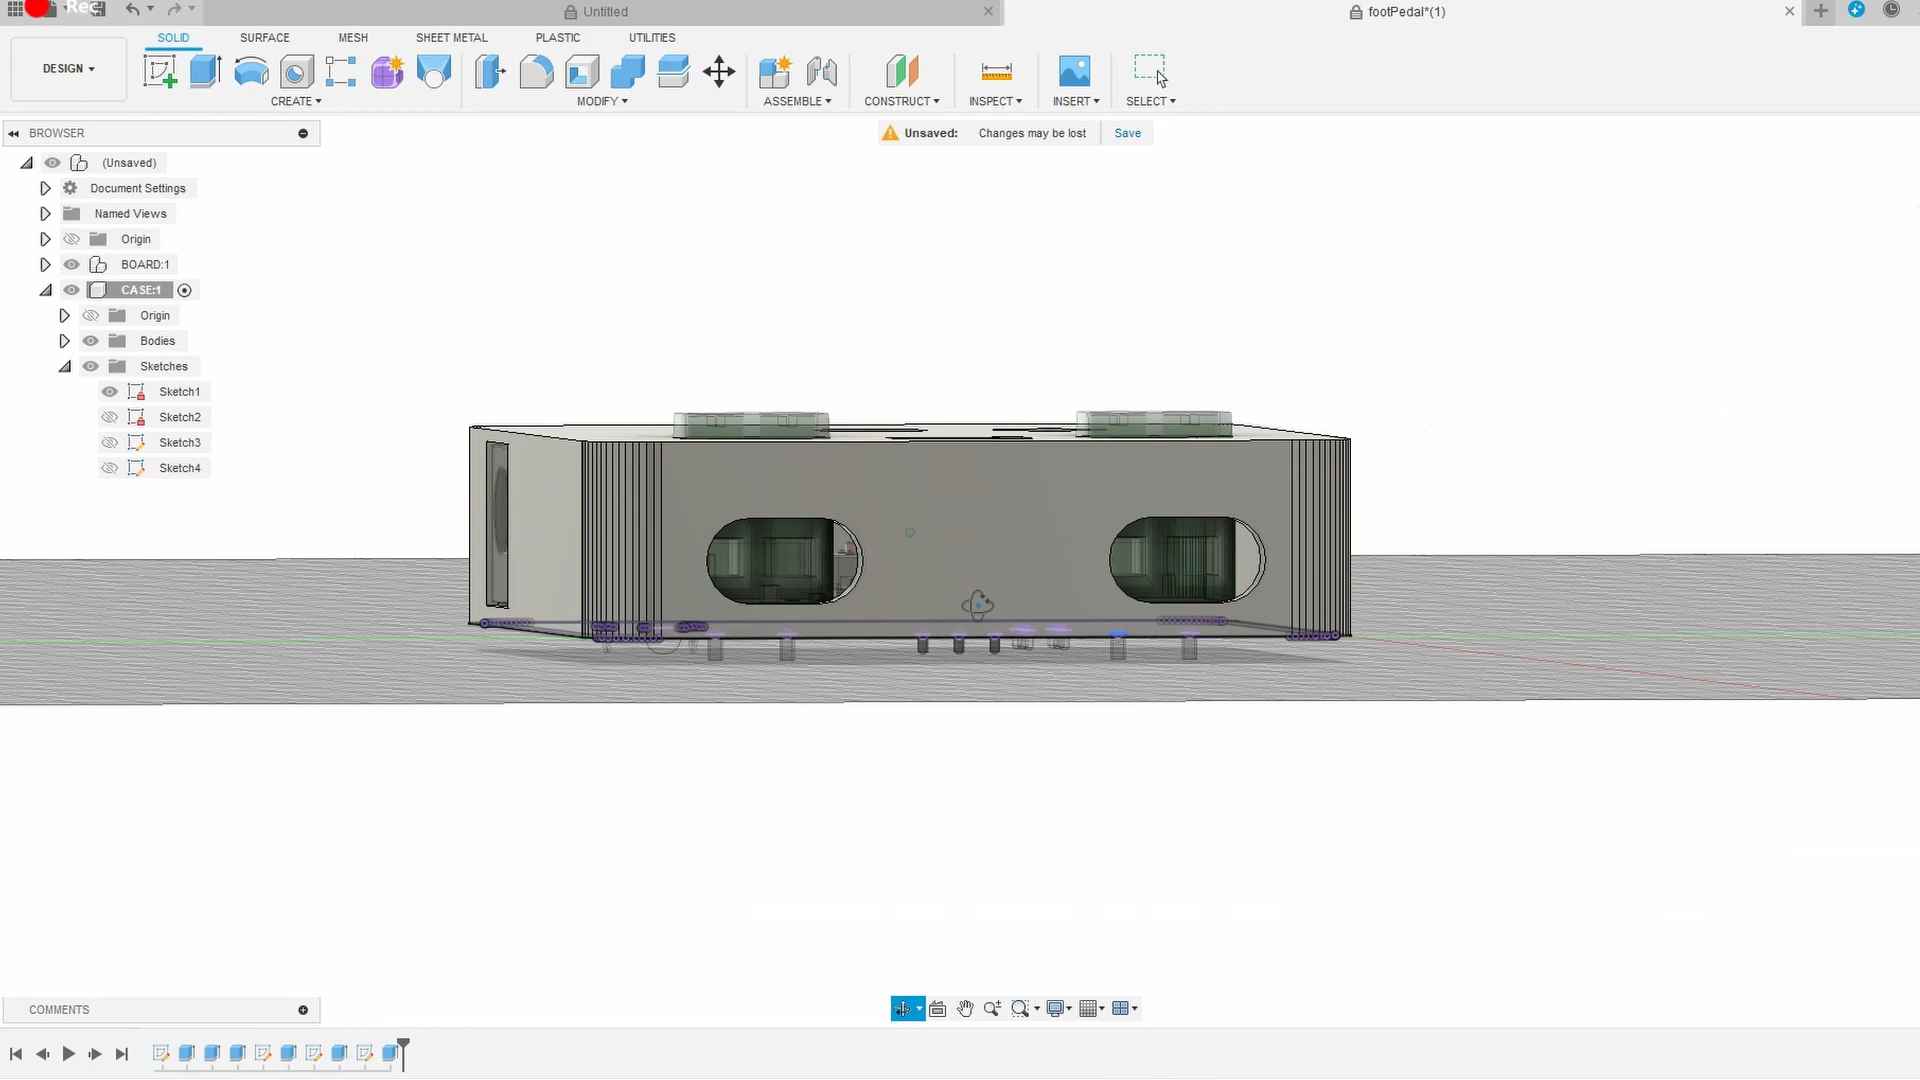 Rec
Untitled
footPedal*(1)
SOLID
SURFACE
MESH
SHEET METAL
PLASTIC
UTILITIES
DESIGN
CREATE
MODIFY
ASSEMBLE
CONSTRUCT
INSPECT
INSERT
SELECT
BROWSER
Unsaved: Changes may be lost Save
(Unsaved)
Document Settings
Named Views
Origin
BOARD:1
CASE:1
Origin
Bodies
Sketches
Sketch1
Sketch2
Sketch3
Sketch4
COMMENTS